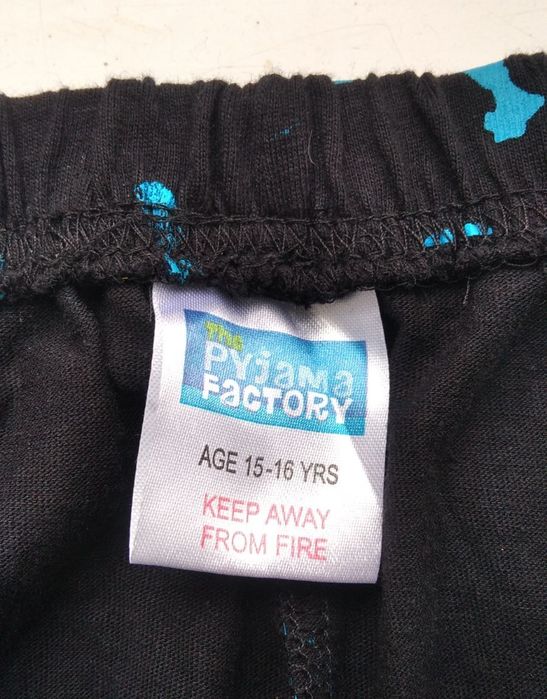 The
PYJAMA
FACTORY
AGE 15-16 YRS
KEEP AWAY
FROM FIRE